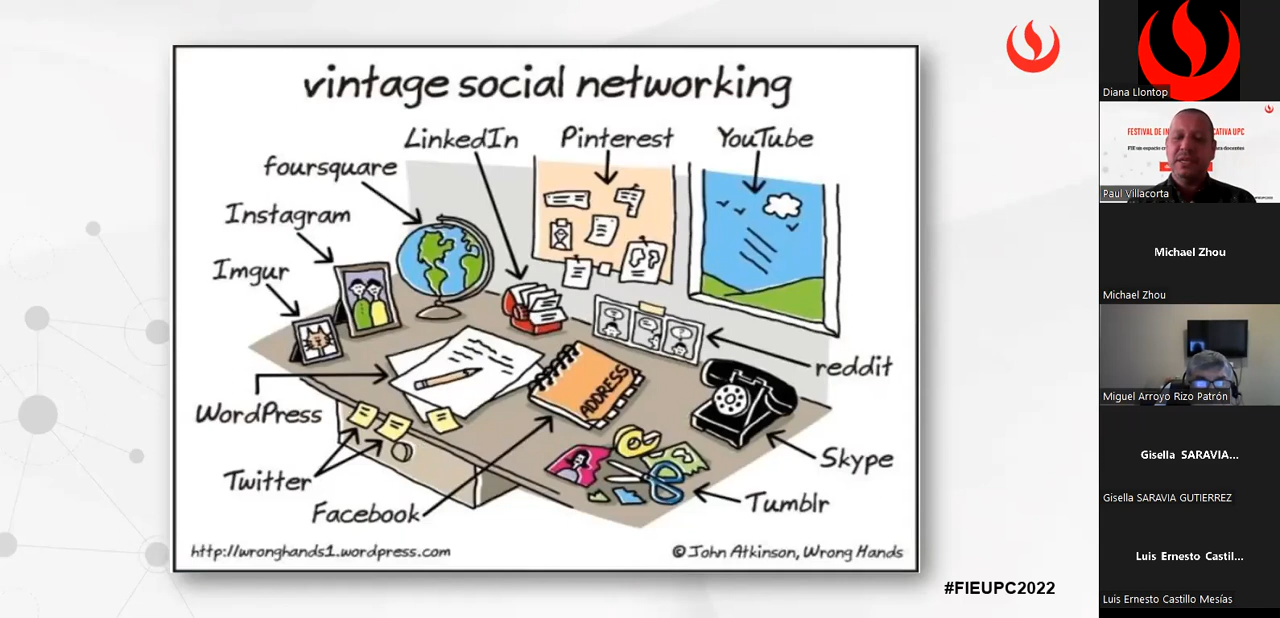 vintage social networking
LinkedIn
Pinterest
YouTube
foursquare
Instagram
Imgur
reddit
WordPress
ADDRESS
Skype
Twitter
Tumblr
Facebook
http://wronghands1.wordpress.com
© John Atkinson, Wrong Hands
#FIEUPC2022
Diana Llontop
FESTIVAL DE IN
CATIVA UPC
Paul Villacorta
Michael Zhou
Michael Zhou
Miguel Arroyo Rizo Patrón
Gisella SARAVIA...
Gisella SARAVIA GUTIERREZ
Luis Ernesto Castil...
Luis Ernesto Castillo Mesías